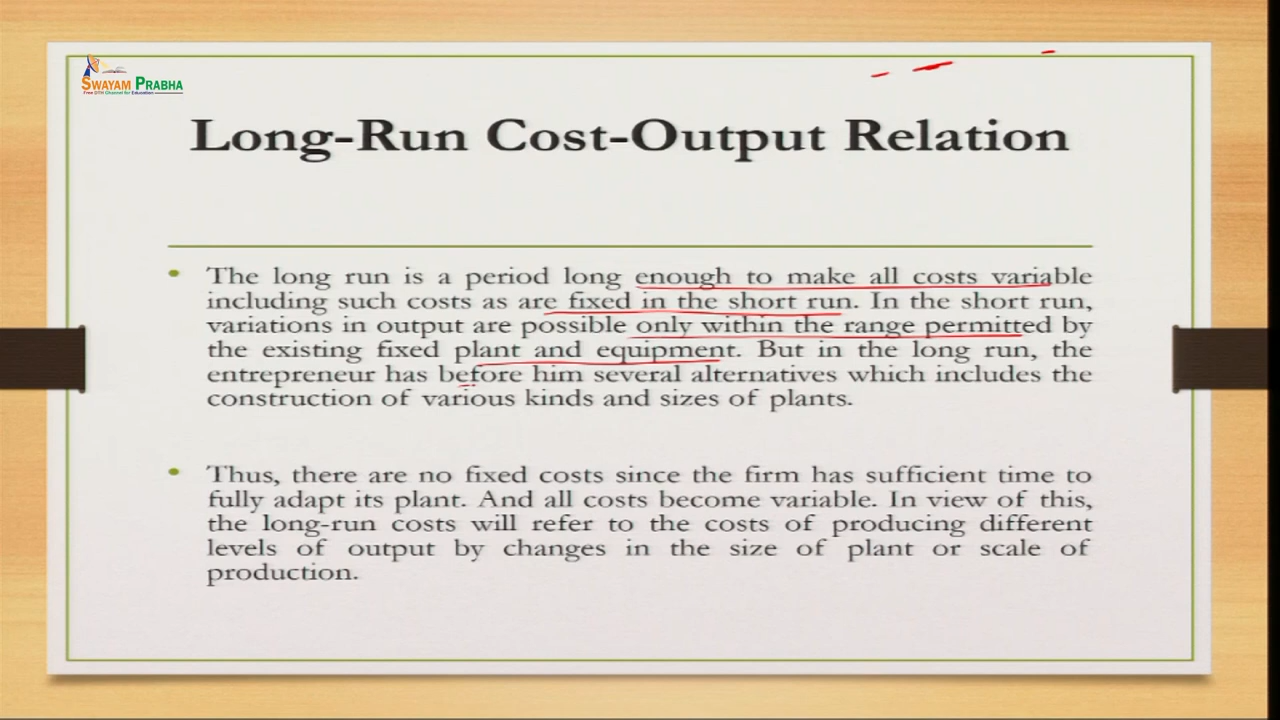 SWAYAM PRABHA
Free DTH Channel for Education
Long-Run Cost-Output Relation
• The long run is a period long enough to make all costs variable
including such costs as are fixed in the short run. In the short run,
variations in output are possible only within the range permitted by
the existing fixed plant and equipment. But in the long run, the
entrepreneur has before him several alternatives which includes the
construction of various kinds and sizes of plants.
• Thus, there are no fixed costs since the firm has sufficient time to
fully adapt its plant. And all costs become variable. In view of this,
the long-run costs will refer to the costs of producing different
levels of output by changes in the size of plant or scale of
production.